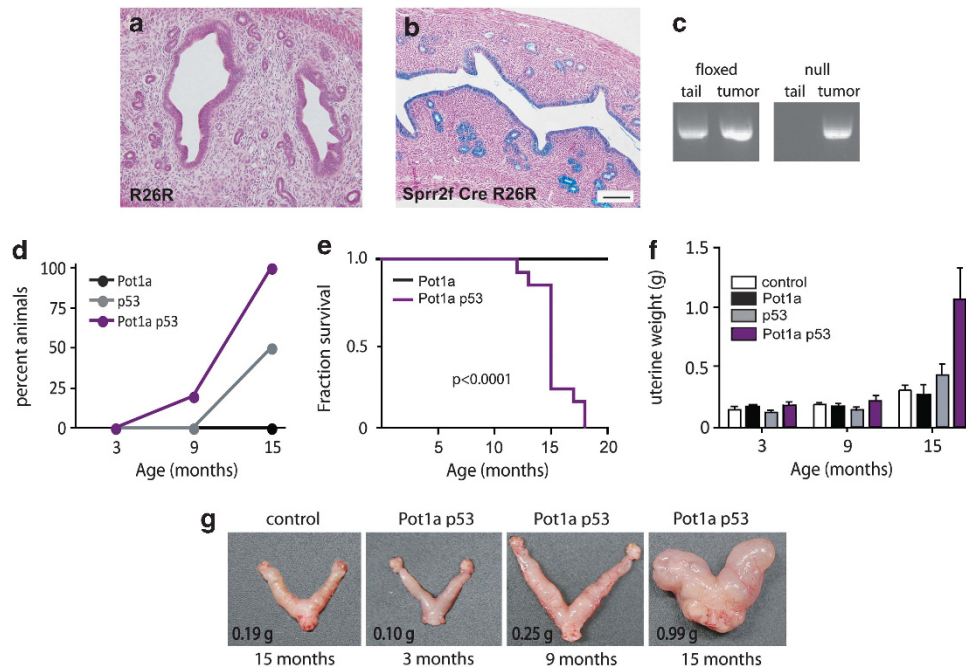 a
b
c
R26R
Sprr2f Cre R26R
floxed null
tail tumor tail tumor
d
percent animals
100
75
50
25
0
Pot1a
p53
Pot1a p53
3 9 15
Age (months)
e
Fraction survival
1.0
0.5
1.0
Pot1a
Pot1a p53
p<0.0001
5 10 15 20
Age (months)
f
uterine weight (g)
1.5
1.0
0.5
0
control
Pot1a
p53
Pot1a p53
3 9 15
Age (months)
g
control Pot1a p53 Pot1a p53 Pot1a p53
0.19 g 0.10 g 0.25 g 0.99 g
15 months 3 months 9 months 15 months